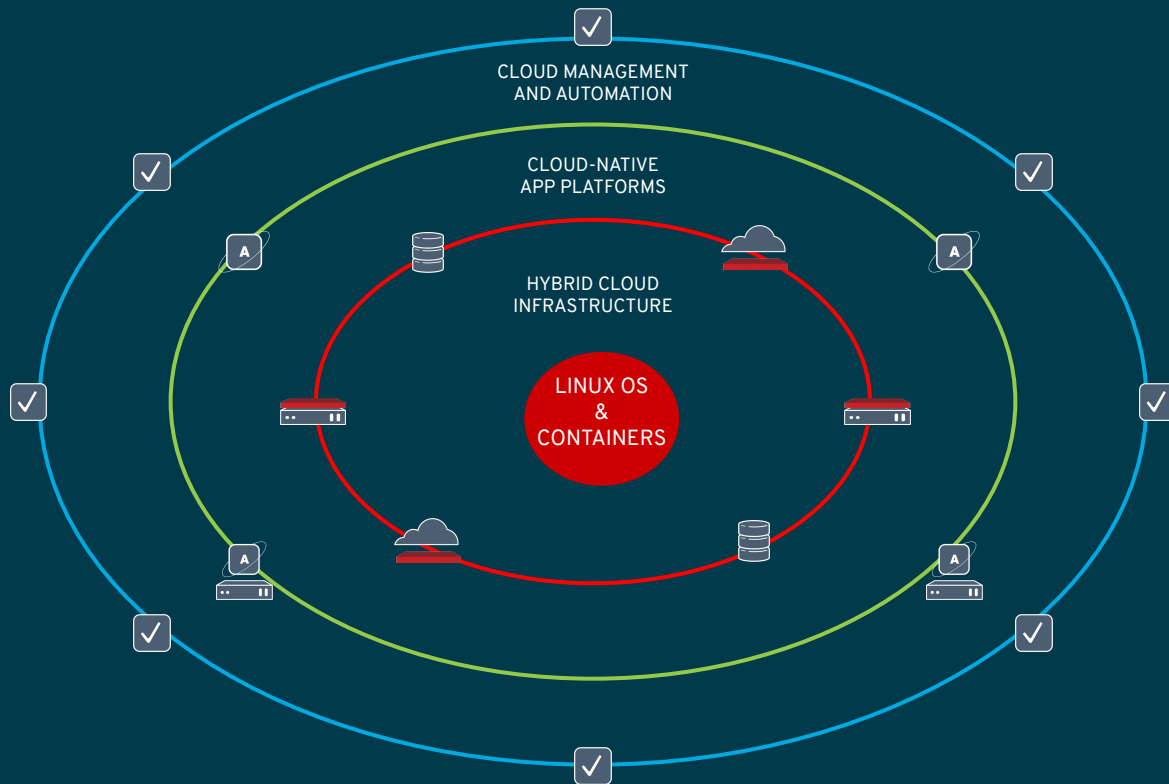 CLOUD MANAGEMENT
AND AUTOMATION
CLOUD-NATIVE
APP PLATFORMS
A
A
HYBRID CLOUD
INFRASTRUCTURE
LINUX OS
&
CONTAINERS
A
A